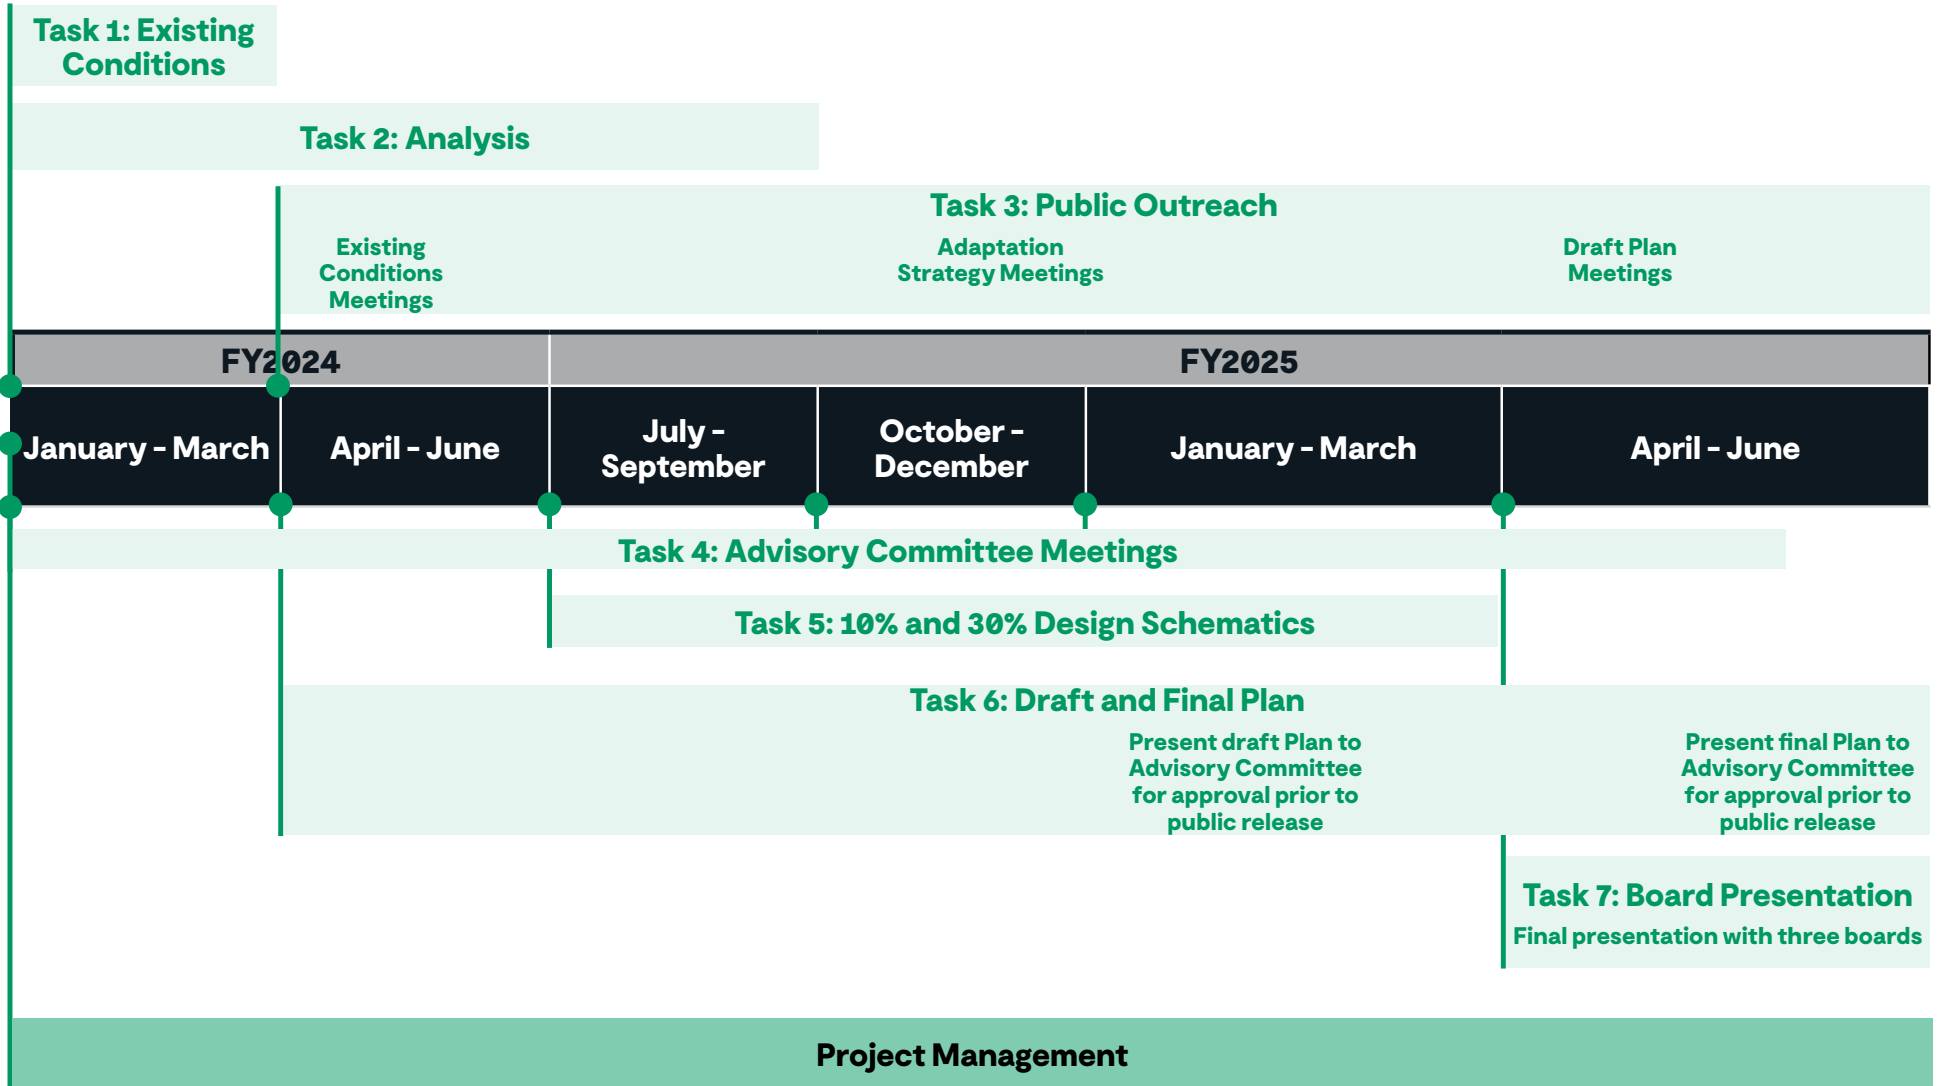 Task 1: Existing
Conditions
Task 2: Analysis
Task 3: Public Outreach
Existing
Conditions
Meetings
Adaptation
Strategy Meetings
Draft Plan
Meetings
FY2024
FY2025
January - March
April - June
July -
September
October -
December
January - March
April - June
Task 4: Advisory Committee Meetings
Task 5: 10% and 30% Design Schematics
Task 6: Draft and Final Plan
Present draft Plan to
Advisory Committee
for approval prior to
public release
Present final Plan to
Advisory Committee
for approval prior to
public release
Task 7: Board Presentation
Final presentation with three boards
Project Management